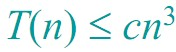 T(n) ≤ cn³